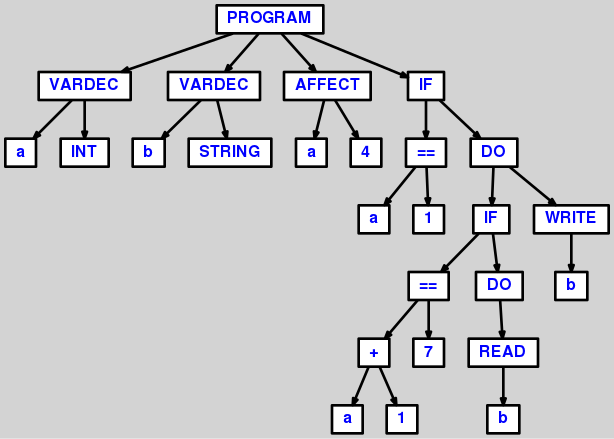 PROGRAM
VARDEC VARDEC AFFECT IF
a INT b STRING a 4 == DO
a 1 IF WRITE
== DO b
+ 7 READ
a 1 b